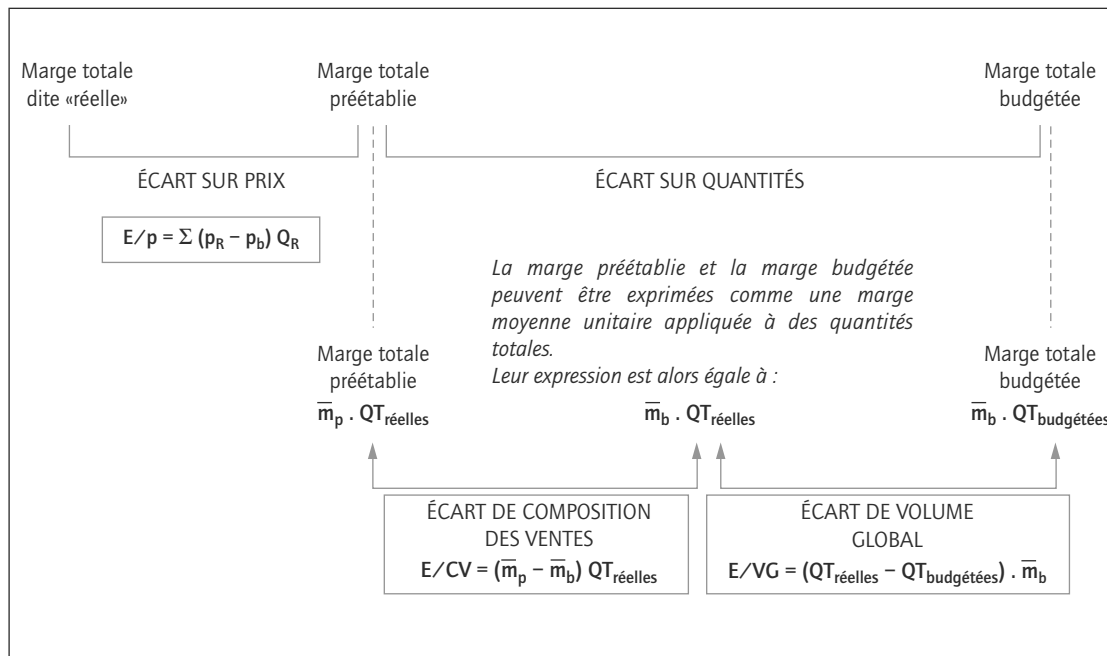 Marge totale
dite «réelle»
Marge totale
préétablie
Marge totale
budgétée
ÉCART SUR PRIX
ÉCART SUR QUANTITÉS
E/p = Σ (pR – pb) QR
La marge préétablie et la marge budgétée
peuvent être exprimées comme une marge
moyenne unitaire appliquée à des quantités
totales.
Leur expression est alors égale à :
Marge totale
préétablie
m̅p . QTréelles
m̅b . QTréelles
Marge totale
budgétée
m̅b . QTbudgétées
ÉCART DE COMPOSITION
DES VENTES
E/CV = (m̅p – m̅b) QTréelles
ÉCART DE VOLUME
GLOBAL
E/VG = (QTréelles – QTbudgétées) . m̅b